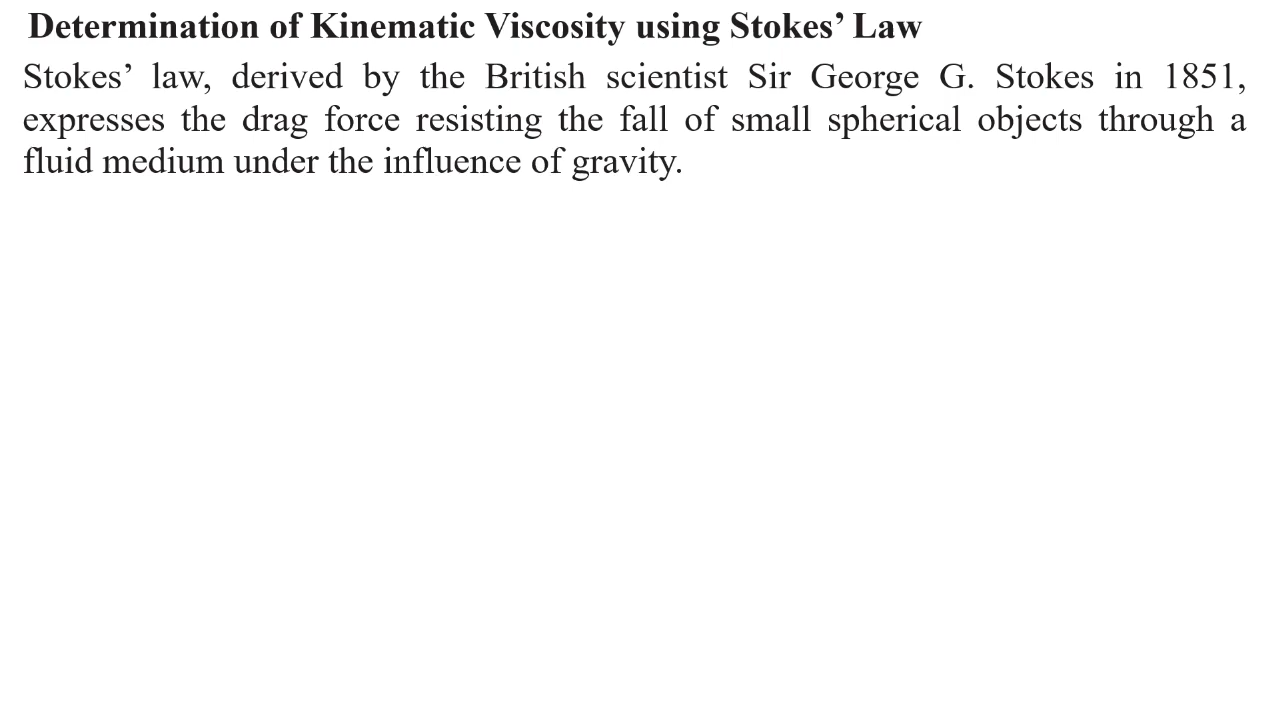 Determination of Kinematic Viscosity using Stokes’ Law
Stokes’ law, derived by the British scientist Sir George G. Stokes in 1851,
expresses the drag force resisting the fall of small spherical objects through a
fluid medium under the influence of gravity.